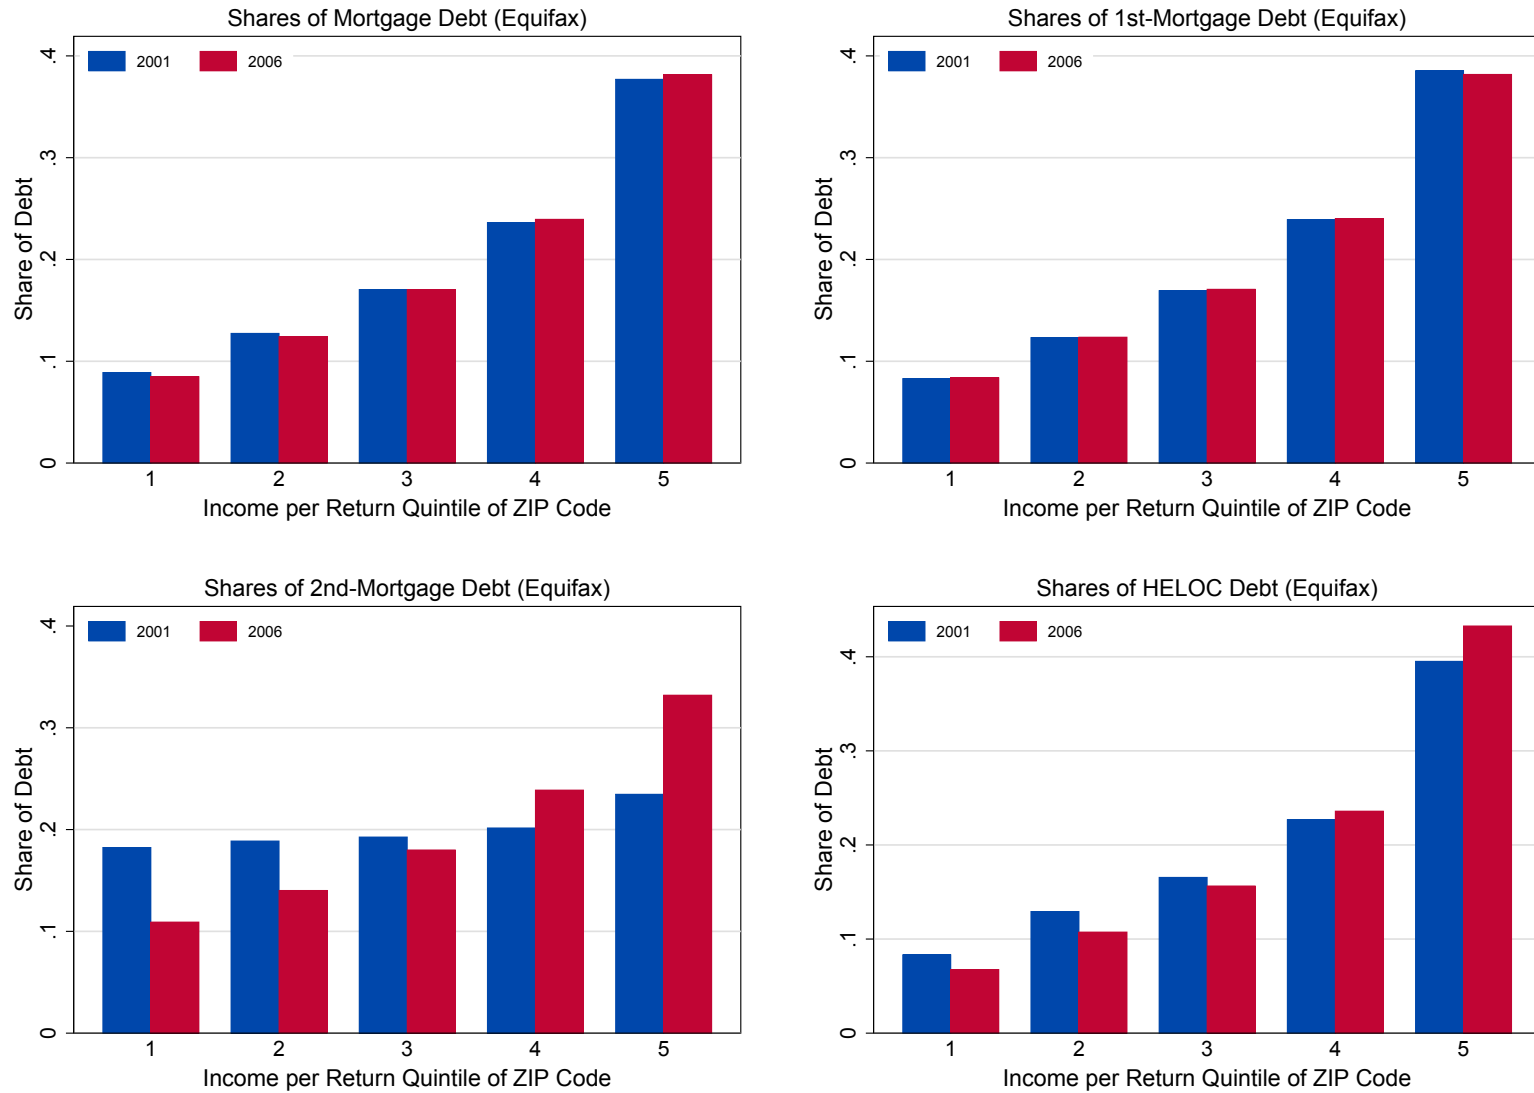 Shares of Mortgage Debt (Equifax)
2001 2006
Share of Debt
.4
.3
.2
.1
0
1 2 3 4 5
Income per Return Quintile of ZIP Code
Shares of 1st-Mortgage Debt (Equifax)
2001 2006
Share of Debt
.4
.3
.2
.1
0
1 2 3 4 5
Income per Return Quintile of ZIP Code
Shares of 2nd-Mortgage Debt (Equifax)
2001 2006
Share of Debt
.4
.3
.2
.1
0
1 2 3 4 5
Income per Return Quintile of ZIP Code
Shares of HELOC Debt (Equifax)
2001 2006
Share of Debt
.4
.3
.2
.1
0
1 2 3 4 5
Income per Return Quintile of ZIP Code